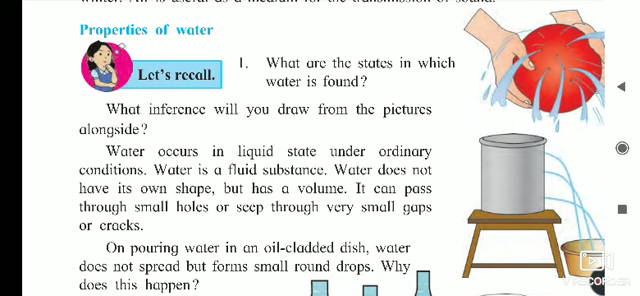 Properties of water
Let's recall.
1. What are the states in which
water is found?
What inference will you draw from the pictures
alongside?
Water occurs in liquid state under ordinary
conditions. Water is a fluid substance. Water does not
have its own shape, but has a volume. It can pass
through small holes or seep through very small gaps
or cracks.
On pouring water in an oil-cladded dish, water
does not spread but forms small round drops. Why
does this happen?
V RECORDER